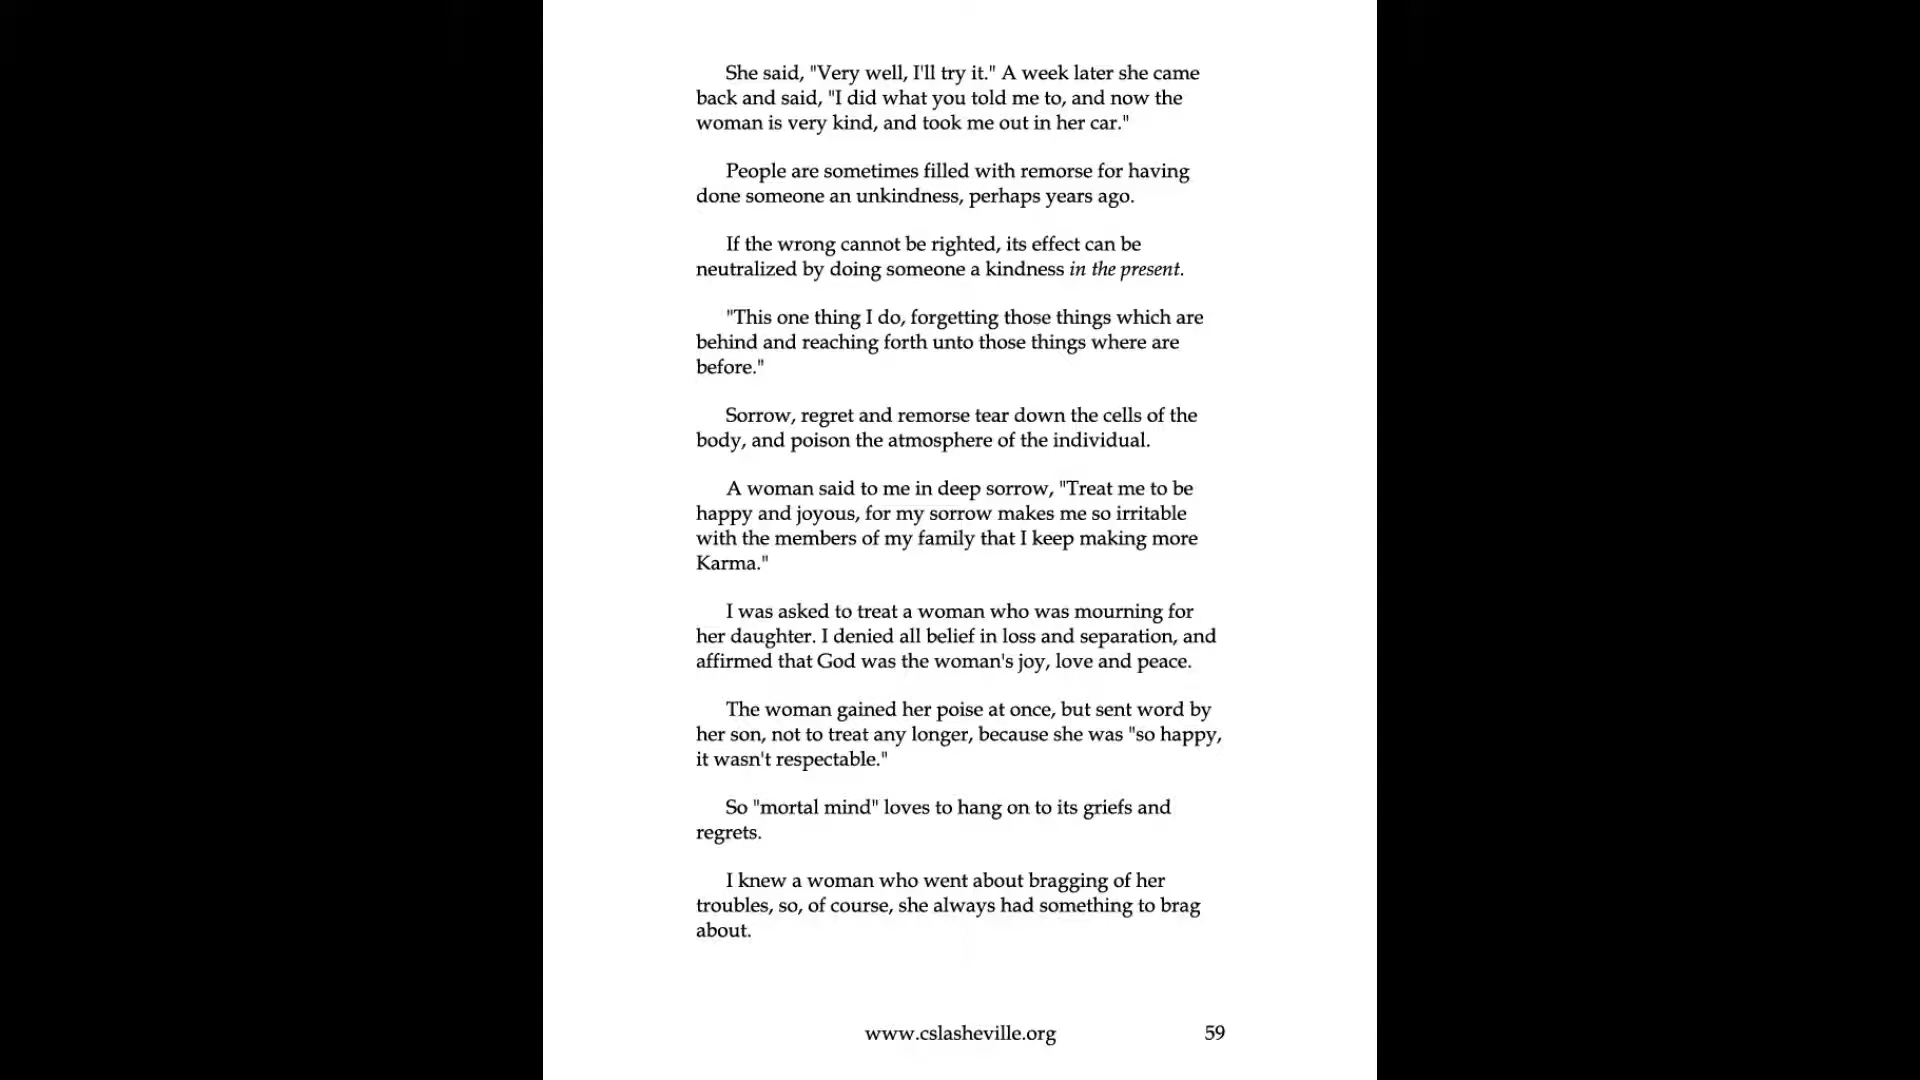 She said, "Very well, I'll try it." A week later she came
back and said, "I did what you told me to, and now the
woman is very kind, and took me out in her car."
People are sometimes filled with remorse for having
done someone an unkindness, perhaps years ago.
If the wrong cannot be righted, its effect can be
neutralized by doing someone a kindness in the present.
"This one thing I do, forgetting those things which are
behind and reaching forth unto those things where are
before."
Sorrow, regret and remorse tear down the cells of the
body, and poison the atmosphere of the individual.
A woman said to me in deep sorrow, "Treat me to be
happy and joyous, for my sorrow makes me so irritable
with the members of my family that I keep making more
Karma."
I was asked to treat a woman who was mourning for
her daughter. I denied all belief in loss and separation, and
affirmed that God was the woman's joy, love and peace.
The woman gained her poise at once, but sent word by
her son, not to treat any longer, because she was "so happy,
it wasn't respectable."
So "mortal mind" loves to hang on to its griefs and
regrets.
I knew a woman who went about bragging of her
troubles, so, of course, she always had something to brag
about.
www.cslasheville.org 59